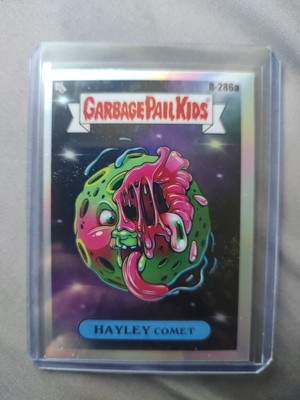 R-286a
GARBAGE PAIL KIDS
HAYLEY COMET